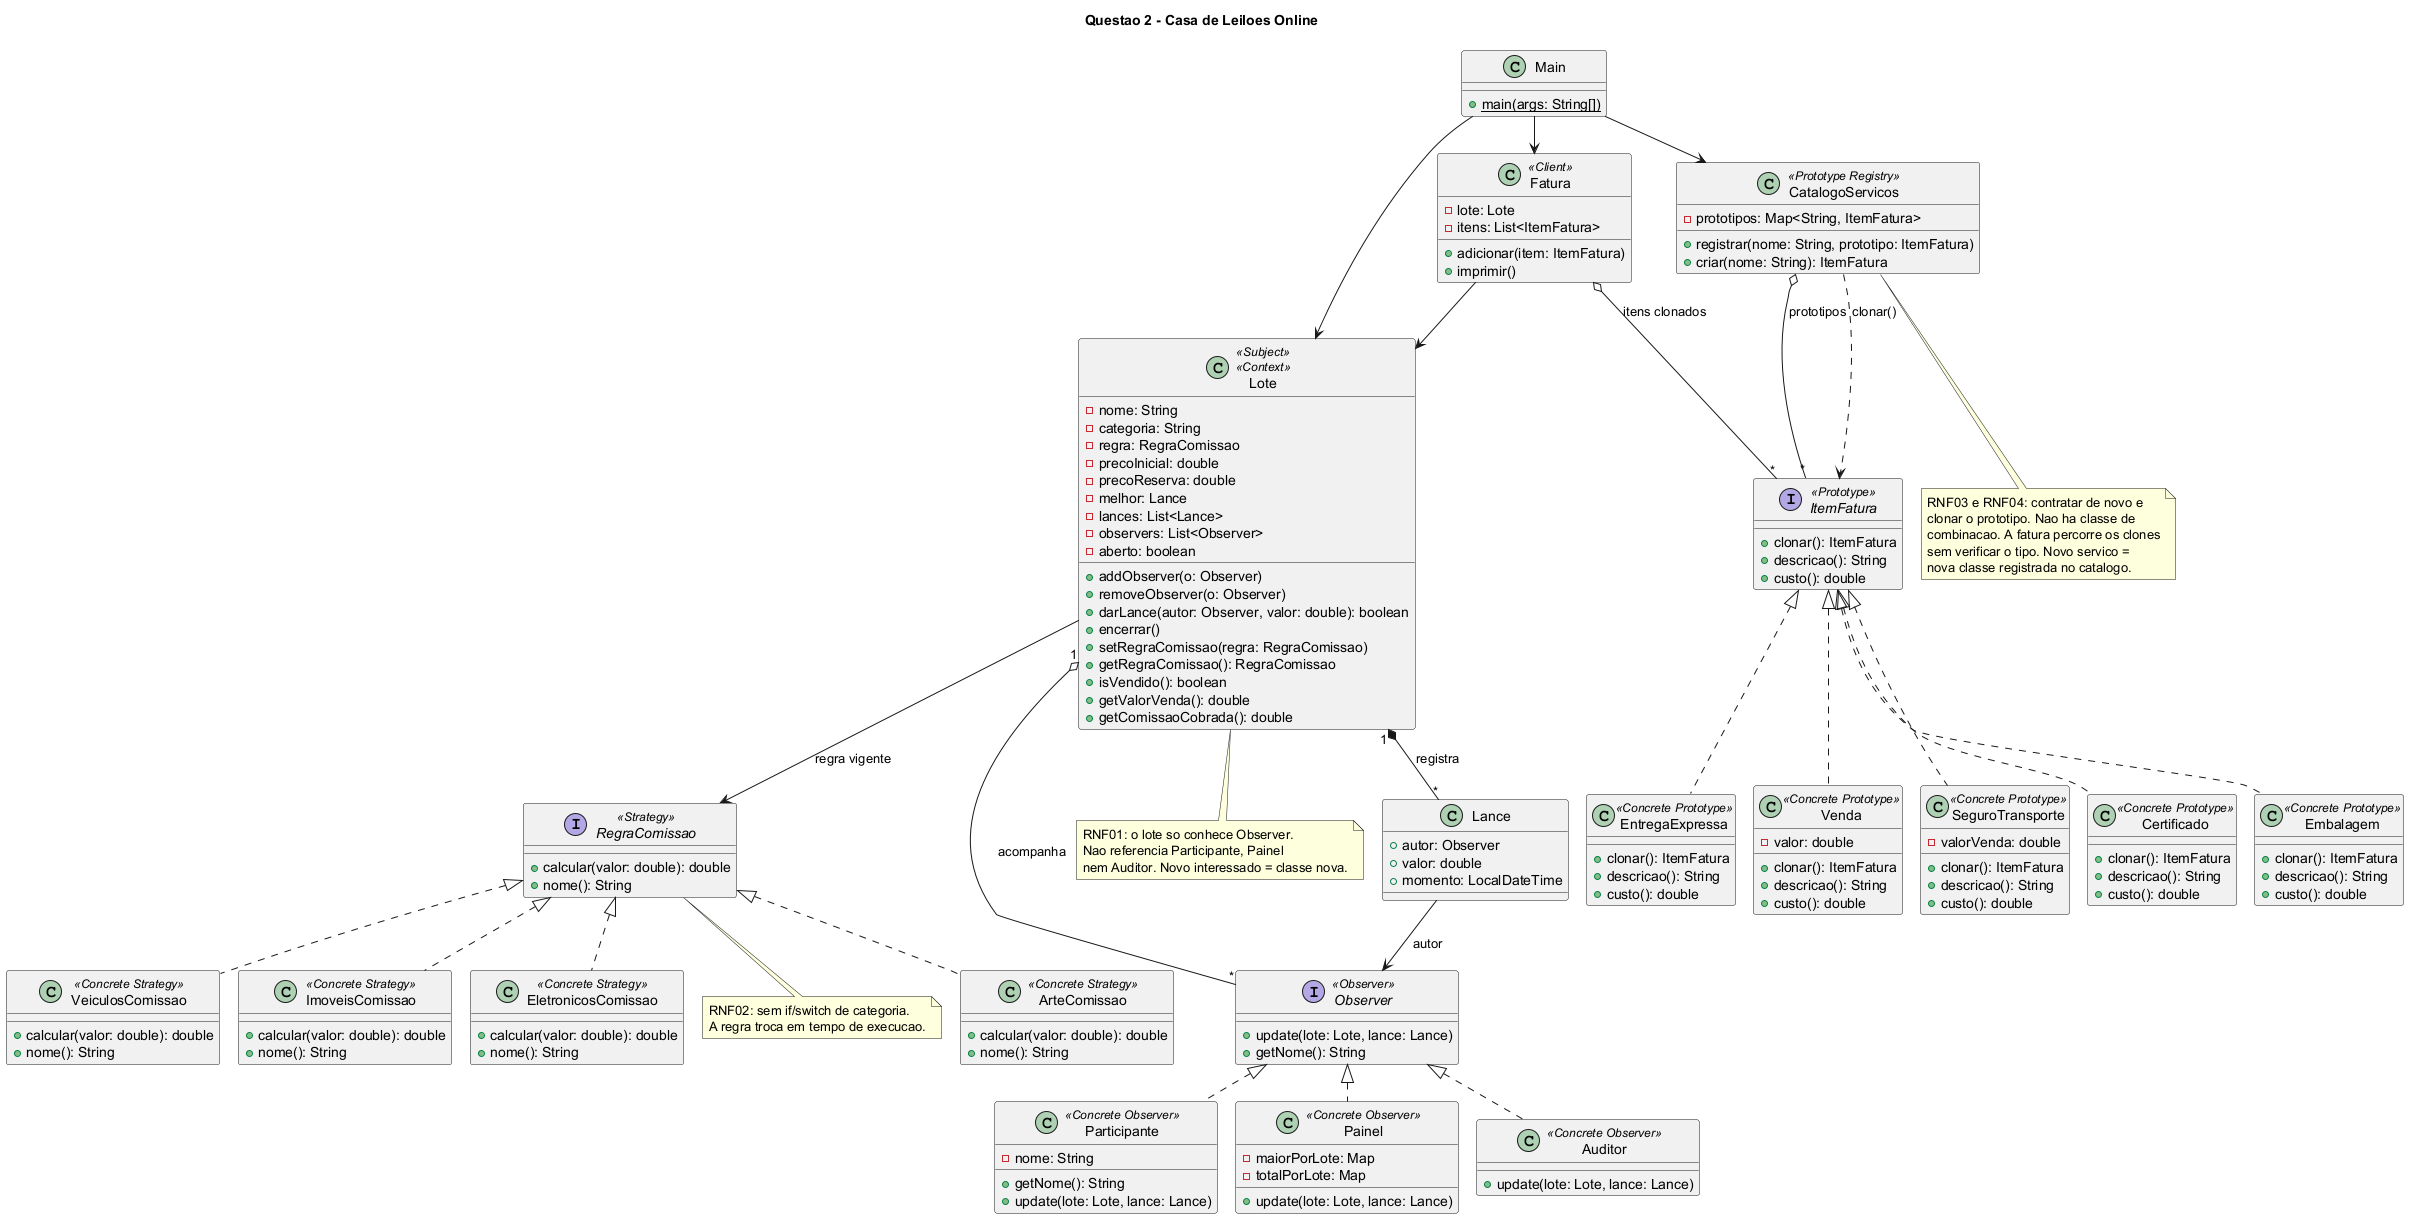 Questao 2 - Casa de Leiloes Online
C Main
main(args: String[])
C «Client»
Fatura
lote: Lote
itens: List<ItemFatura>
adicionar(item: ItemFatura)
imprimir()
C «Prototype Registry»
CatalogoServicos
prototipos: Map<String, ItemFatura>
registrar(nome: String, prototipo: ItemFatura)
criar(nome: String): ItemFatura
itens clonados
prototipos
clonar()
C «Subject»
«Context»
Lote
nome: String
categoria: String
regra: RegraComissao
precoInicial: double
precoReserva: double
melhor: Lance
lances: List<Lance>
observers: List<Observer>
aberto: boolean
addObserver(o: Observer)
removeObserver(o: Observer)
darLance(autor: Observer, valor: double): boolean
encerrar()
setRegraComissao(regra: RegraComissao)
getRegraComissao(): RegraComissao
isVendido(): boolean
getValorVenda(): double
getComissaoCobrada(): double
*
*
I «Prototype»
ItemFatura
clonar(): ItemFatura
descricao(): String
custo(): double
RNF03 e RNF04: contratar de novo e
clonar o prototipo. Nao ha classe de
combinacao. A fatura percorre os clones
sem verificar o tipo. Novo servico =
nova classe registrada no catalogo.
1
1
regra vigente
registra
*
acompanha
*
I «Strategy»
RegraComissao
calcular(valor: double): double
nome(): String
RNF01: o lote so conhece Observer.
Nao referencia Participante, Painel
nem Auditor. Novo interessado = classe nova.
C Lance
autor: Observer
valor: double
momento: LocalDateTime
autor
C «Concrete Prototype»
EntregaExpressa
clonar(): ItemFatura
descricao(): String
custo(): double
C «Concrete Prototype»
Venda
valor: double
clonar(): ItemFatura
descricao(): String
custo(): double
C «Concrete Prototype»
SeguroTransporte
valorVenda: double
clonar(): ItemFatura
descricao(): String
custo(): double
C «Concrete Prototype»
Certificado
clonar(): ItemFatura
descricao(): String
custo(): double
C «Concrete Prototype»
Embalagem
clonar(): ItemFatura
descricao(): String
custo(): double
C «Concrete Strategy»
VeiculosComissao
calcular(valor: double): double
nome(): String
C «Concrete Strategy»
ImoveisComissao
calcular(valor: double): double
nome(): String
C «Concrete Strategy»
EletronicosComissao
calcular(valor: double): double
nome(): String
RNF02: sem if/switch de categoria.
A regra troca em tempo de execucao.
C «Concrete Strategy»
ArteComissao
calcular(valor: double): double
nome(): String
I «Observer»
Observer
update(lote: Lote, lance: Lance)
getNome(): String
C «Concrete Observer»
Participante
nome: String
getNome(): String
update(lote: Lote, lance: Lance)
C «Concrete Observer»
Painel
maiorPorLote: Map
totalPorLote: Map
update(lote: Lote, lance: Lance)
C «Concrete Observer»
Auditor
update(lote: Lote, lance: Lance)